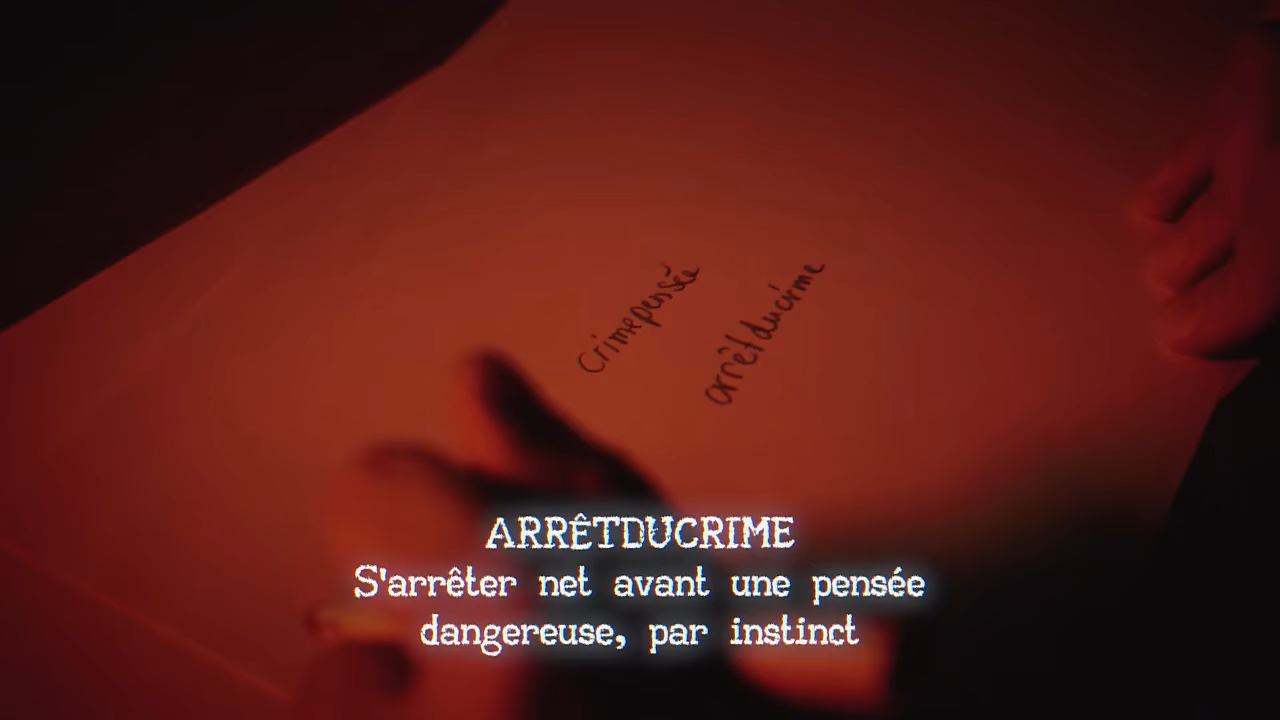 Crimepensée
arrêtducrime
ARRÊTDUCRIME
S'arrêter net avant une pensée
dangereuse, par instinct